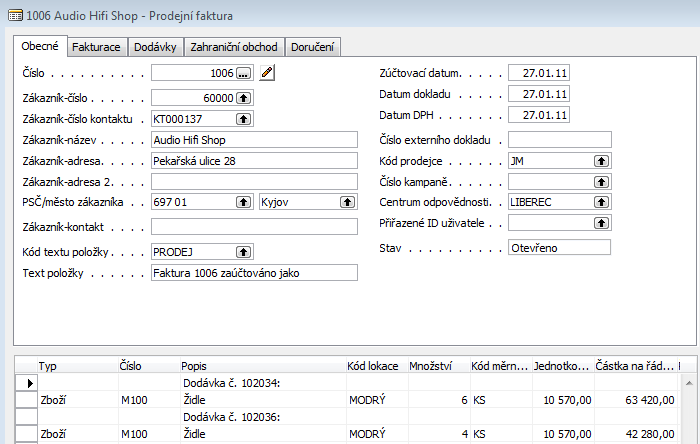 1006 Audio Hifi Shop - Prodejní faktura
Obecné Fakturace Dodávky Zahraniční obchod Doručení
Číslo . . . . . . . . . . . 1006 ... Zúčtovací datum. . . . . . 27.01.11
Zákazník-číslo . . . . . . 60000 Datum dokladu . . . . . . 27.01.11
Zákazník-číslo kontaktu . KT000137 Datum DPH . . . . . . . . 27.01.11
Zákazník-název . . . . . Audio Hifi Shop Číslo externího dokladu .
Zákazník-adresa. . . . . . Pekařská ulice 28 Kód prodejce . . . . . . . JM
Zákazník-adresa 2. . . . . Číslo kampaně. . . . . . .
PSČ/město zákazníka . . 697 01 Kyjov Centrum odpovědnosti. . . LIBEREC
Zákazník-kontakt . . . . . Přiřazené ID uživatele . . .
Kód textu položky . . . . PRODEJ Stav . . . . . . . . . . . Otevřeno
Text položky . . . . . . . Faktura 1006 zaúčtováno jako
Typ Číslo Popis Kód lokace Množství Kód měrn... Jednotko... Částka na řád...
Dodávka č. 102034:
Zboží M100 Židle MODRÝ 6 KS 10 570,00 63 420,00
Dodávka č. 102036:
Zboží M100 Židle MODRÝ 4 KS 10 570,00 42 280,00